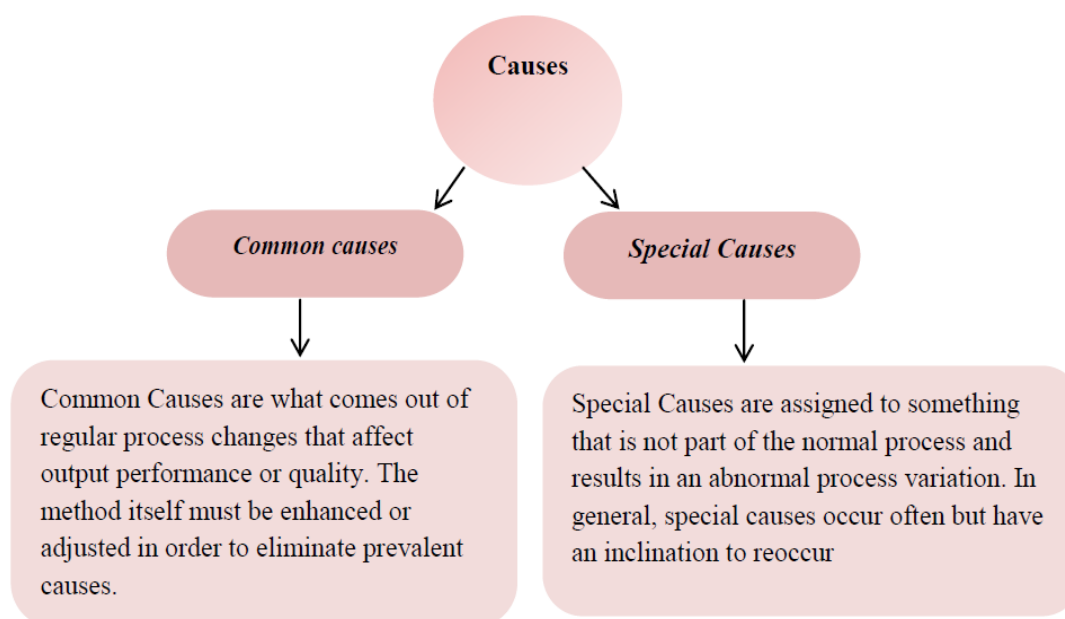 Causes
Common causes
Special Causes
Common Causes are what comes out of
regular process changes that affect
output performance or quality. The
method itself must be enhanced or
adjusted in order to eliminate prevalent
causes.
Special Causes are assigned to something
that is not part of the normal process and
results in an abnormal process variation. In
general, special causes occur often but have
an inclination to reoccur